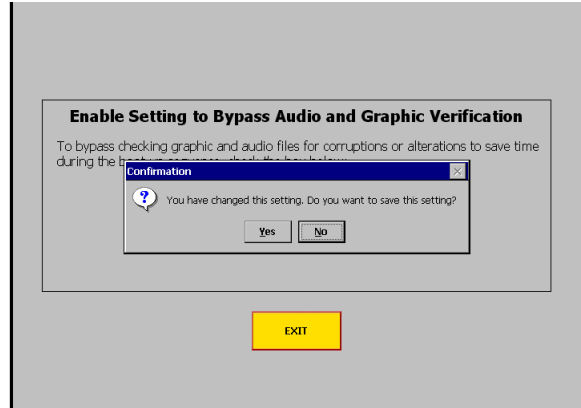 Enable Setting to Bypass Audio and Graphic Verification
To bypass checking graphic and audio files for corruptions or alterations to save time
during the
Confirmation
You have changed this setting. Do you want to save this setting?
Yes
No
EXIT